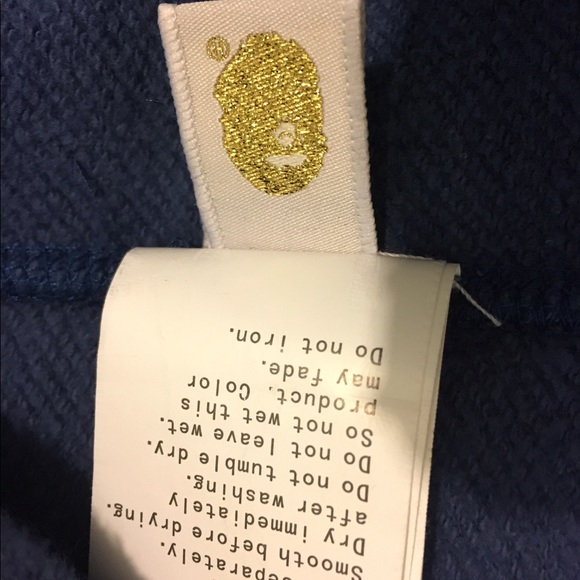 eparately.
Smooth before drying.
Dry immediately
after washing.
Do not tumble dry.
Do not leave wet.
So not wet this
product. Color
may fade.
Do not iron.